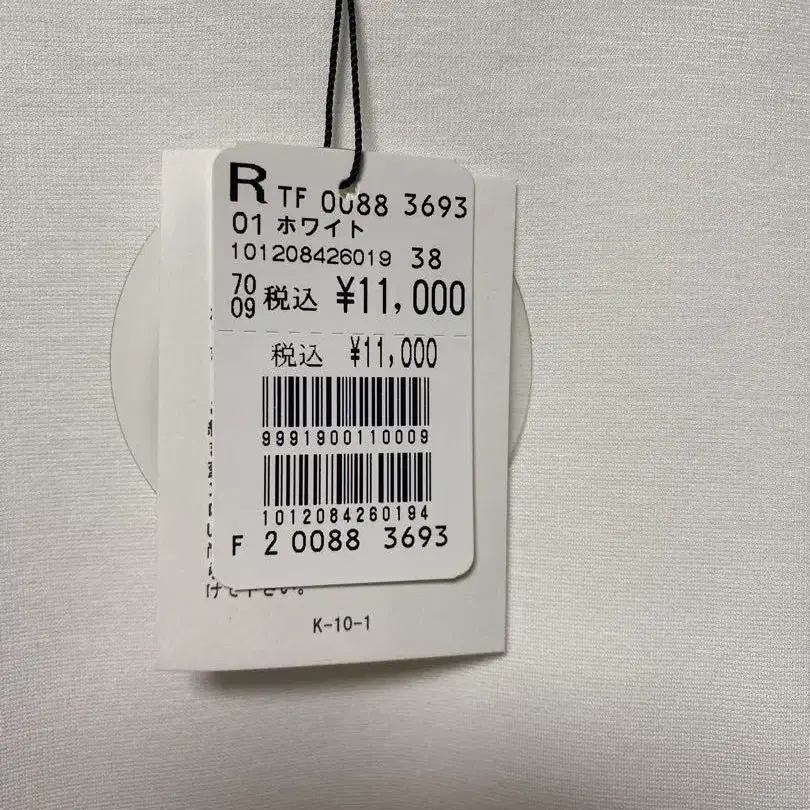 R TF 0088 3693
01 ホワイト
101208426019 38
70
09 税込 ¥11,000
税込 ¥11,000
9991900110009
1012084260194
F 2 0088 3693
K-10-1